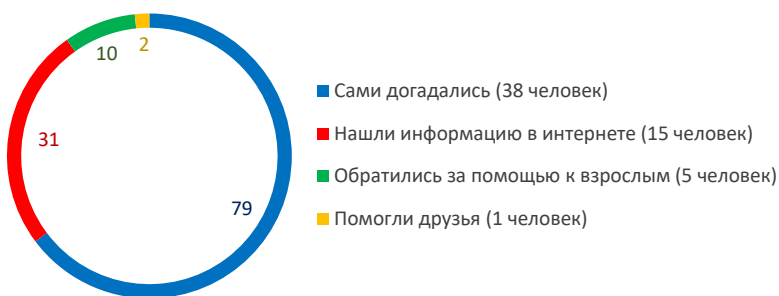 10
2
31
79
Сами догадались (38 человек)
Нашли информацию в интернете (15 человек)
Обратились за помощью к взрослым (5 человек)
Помогли друзья (1 человек)